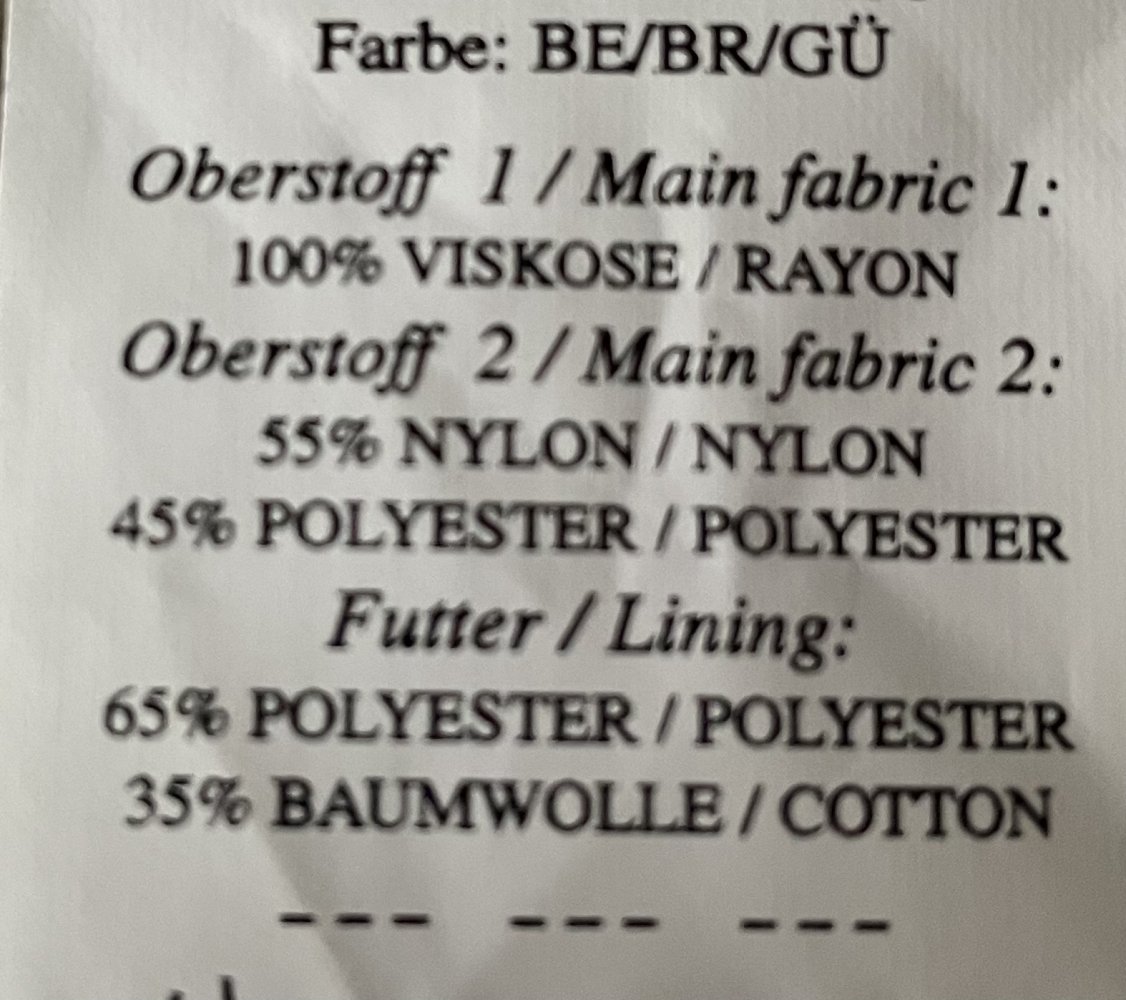 Farbe: BE/BR/GÜ
Oberstoff 1 / Main fabric 1:
100% VISKOSE / RAYON
Oberstoff 2 / Main fabric 2:
55% NYLON / NYLON
45% POLYESTER / POLYESTER
Futter / Lining:
65% POLYESTER / POLYESTER
35% BAUMWOLLE / COTTON
--- --- ---